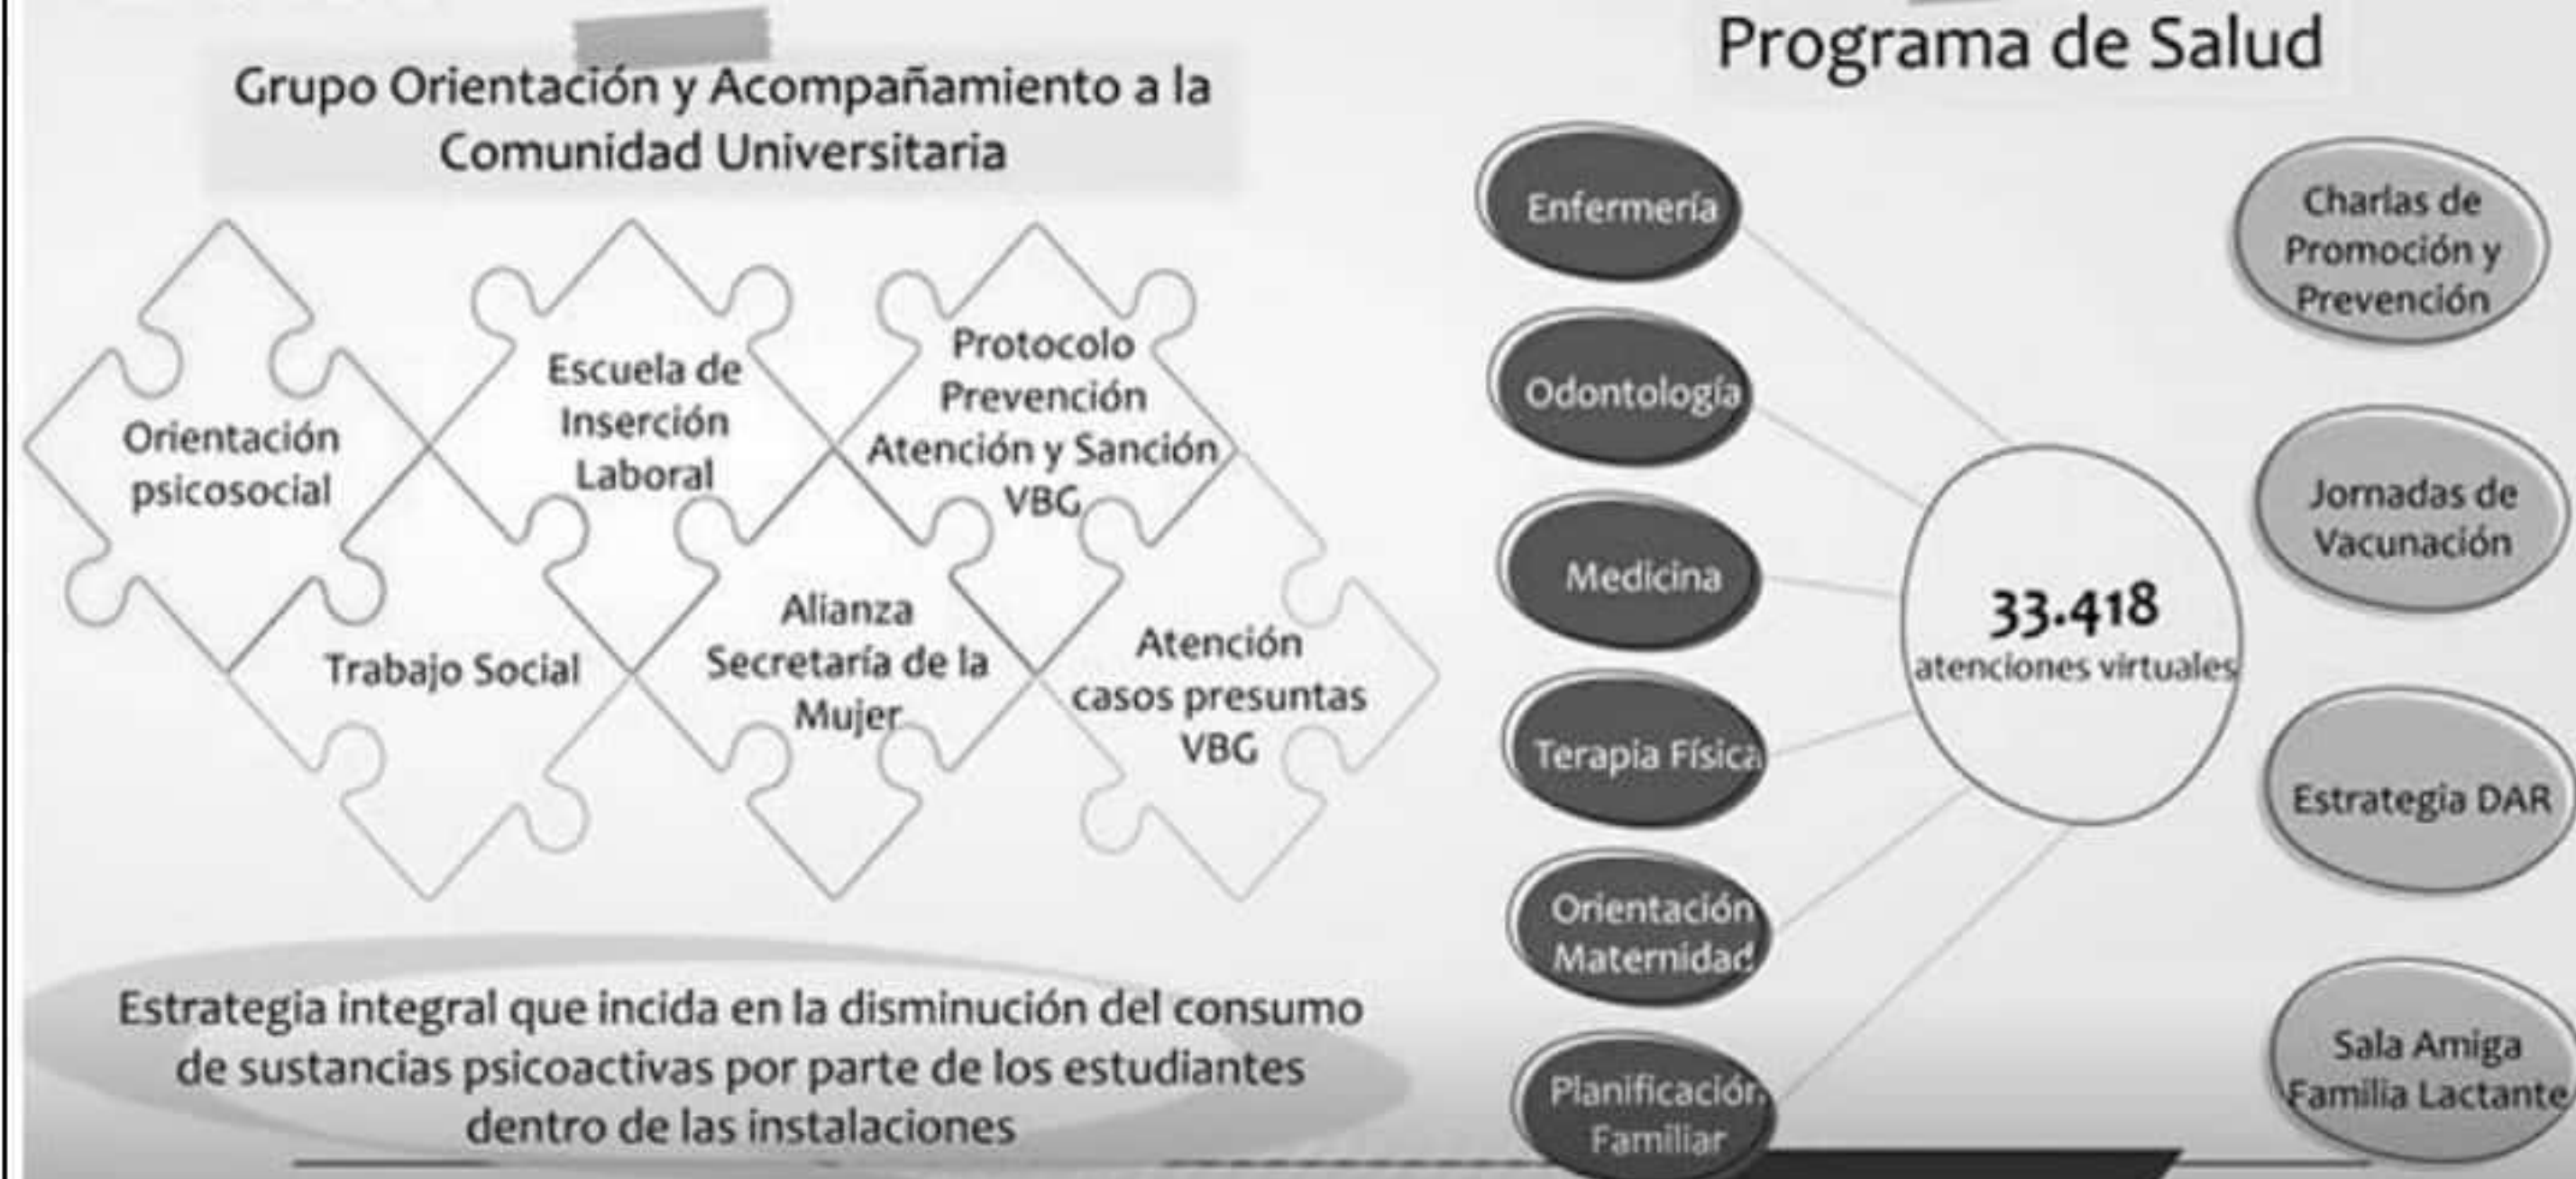 Grupo Orientación y Acompañamiento a la
Comunidad Universitaria
Orientación
psicosocial
Escuela de
Inserción
Laboral
Protocolo
Prevención
Atención y Sanción
VBG
Trabajo Social
Alianza
Secretaría de la
Mujer
Atención
casos presuntas
VBG
Estrategia integral que incida en la disminución del consumo
de sustancias psicoactivas por parte de los estudiantes
dentro de las instalaciones
Programa de Salud
Enfermería
Odontología
Medicina
Terapia Física
Orientación
Maternidad
Planificación
Familiar
33.418
atenciones virtuales
Charlas de
Promoción y
Prevención
Jornadas de
Vacunación
Estrategia DAR
Sala Amiga
Familia Lactante